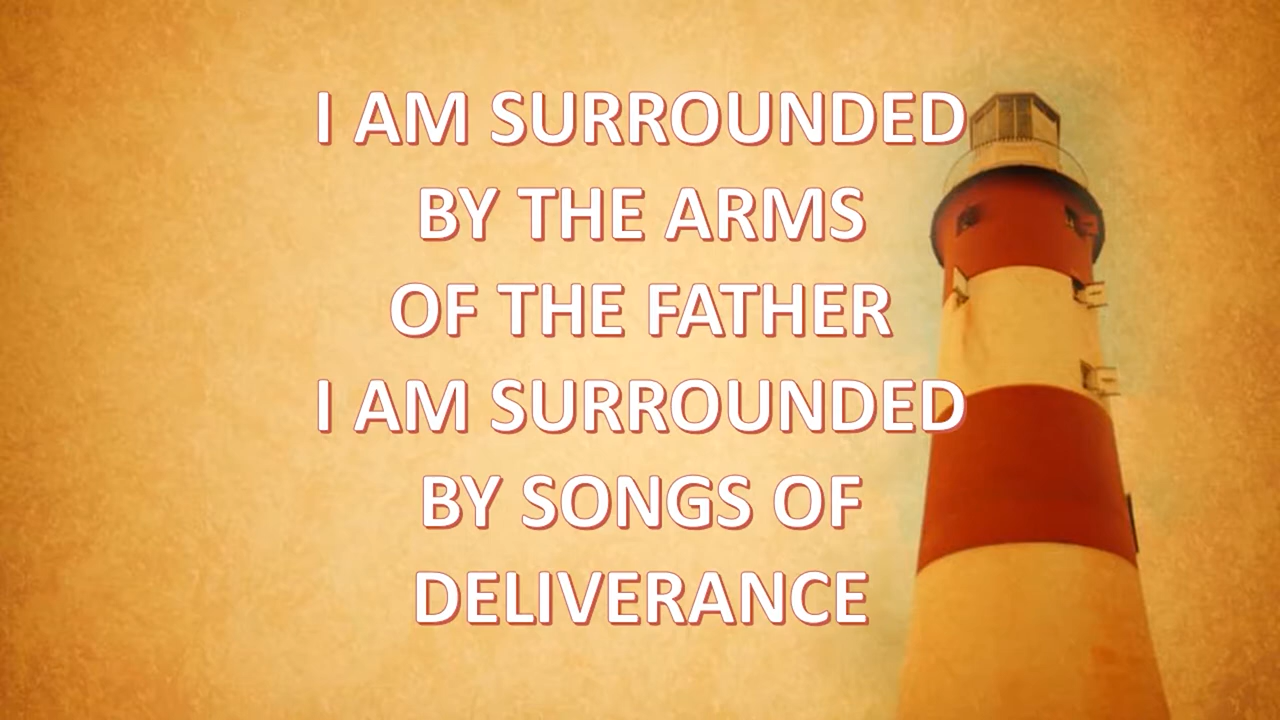 I AM SURROUNDED
BY THE ARMS
OF THE FATHER
I AM SURROUNDED
BY SONGS OF
DELIVERANCE